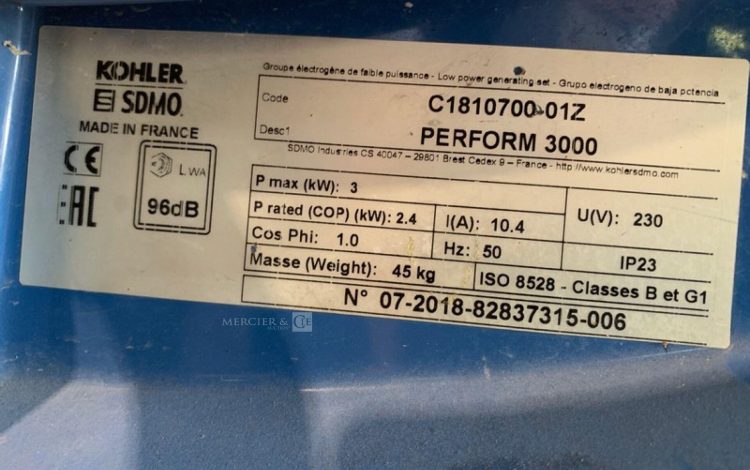 KOHLER
SDMO
MADE IN FRANCE
CE
EAC
LWA
96dB
Groupe électrogène de faible puissance - Low power generating set - Grupo electrogeno de baja potencia
Code
C1810700-01Z
Desc1
PERFORM 3000
SDMO Industries CS 40047 – 29801 Brest Cedex 9 – France - http://www.kohlersdmo.com
P max (kW): 3
U(V): 230
P rated (COP) (kW): 2.4
I(A): 10.4
Cos Phi: 1.0
Hz: 50
IP23
Masse (Weight): 45 kg
ISO 8528 - Classes B et G1
N° 07-2018-82837315-006
MERCIER & Cie
AUCTION